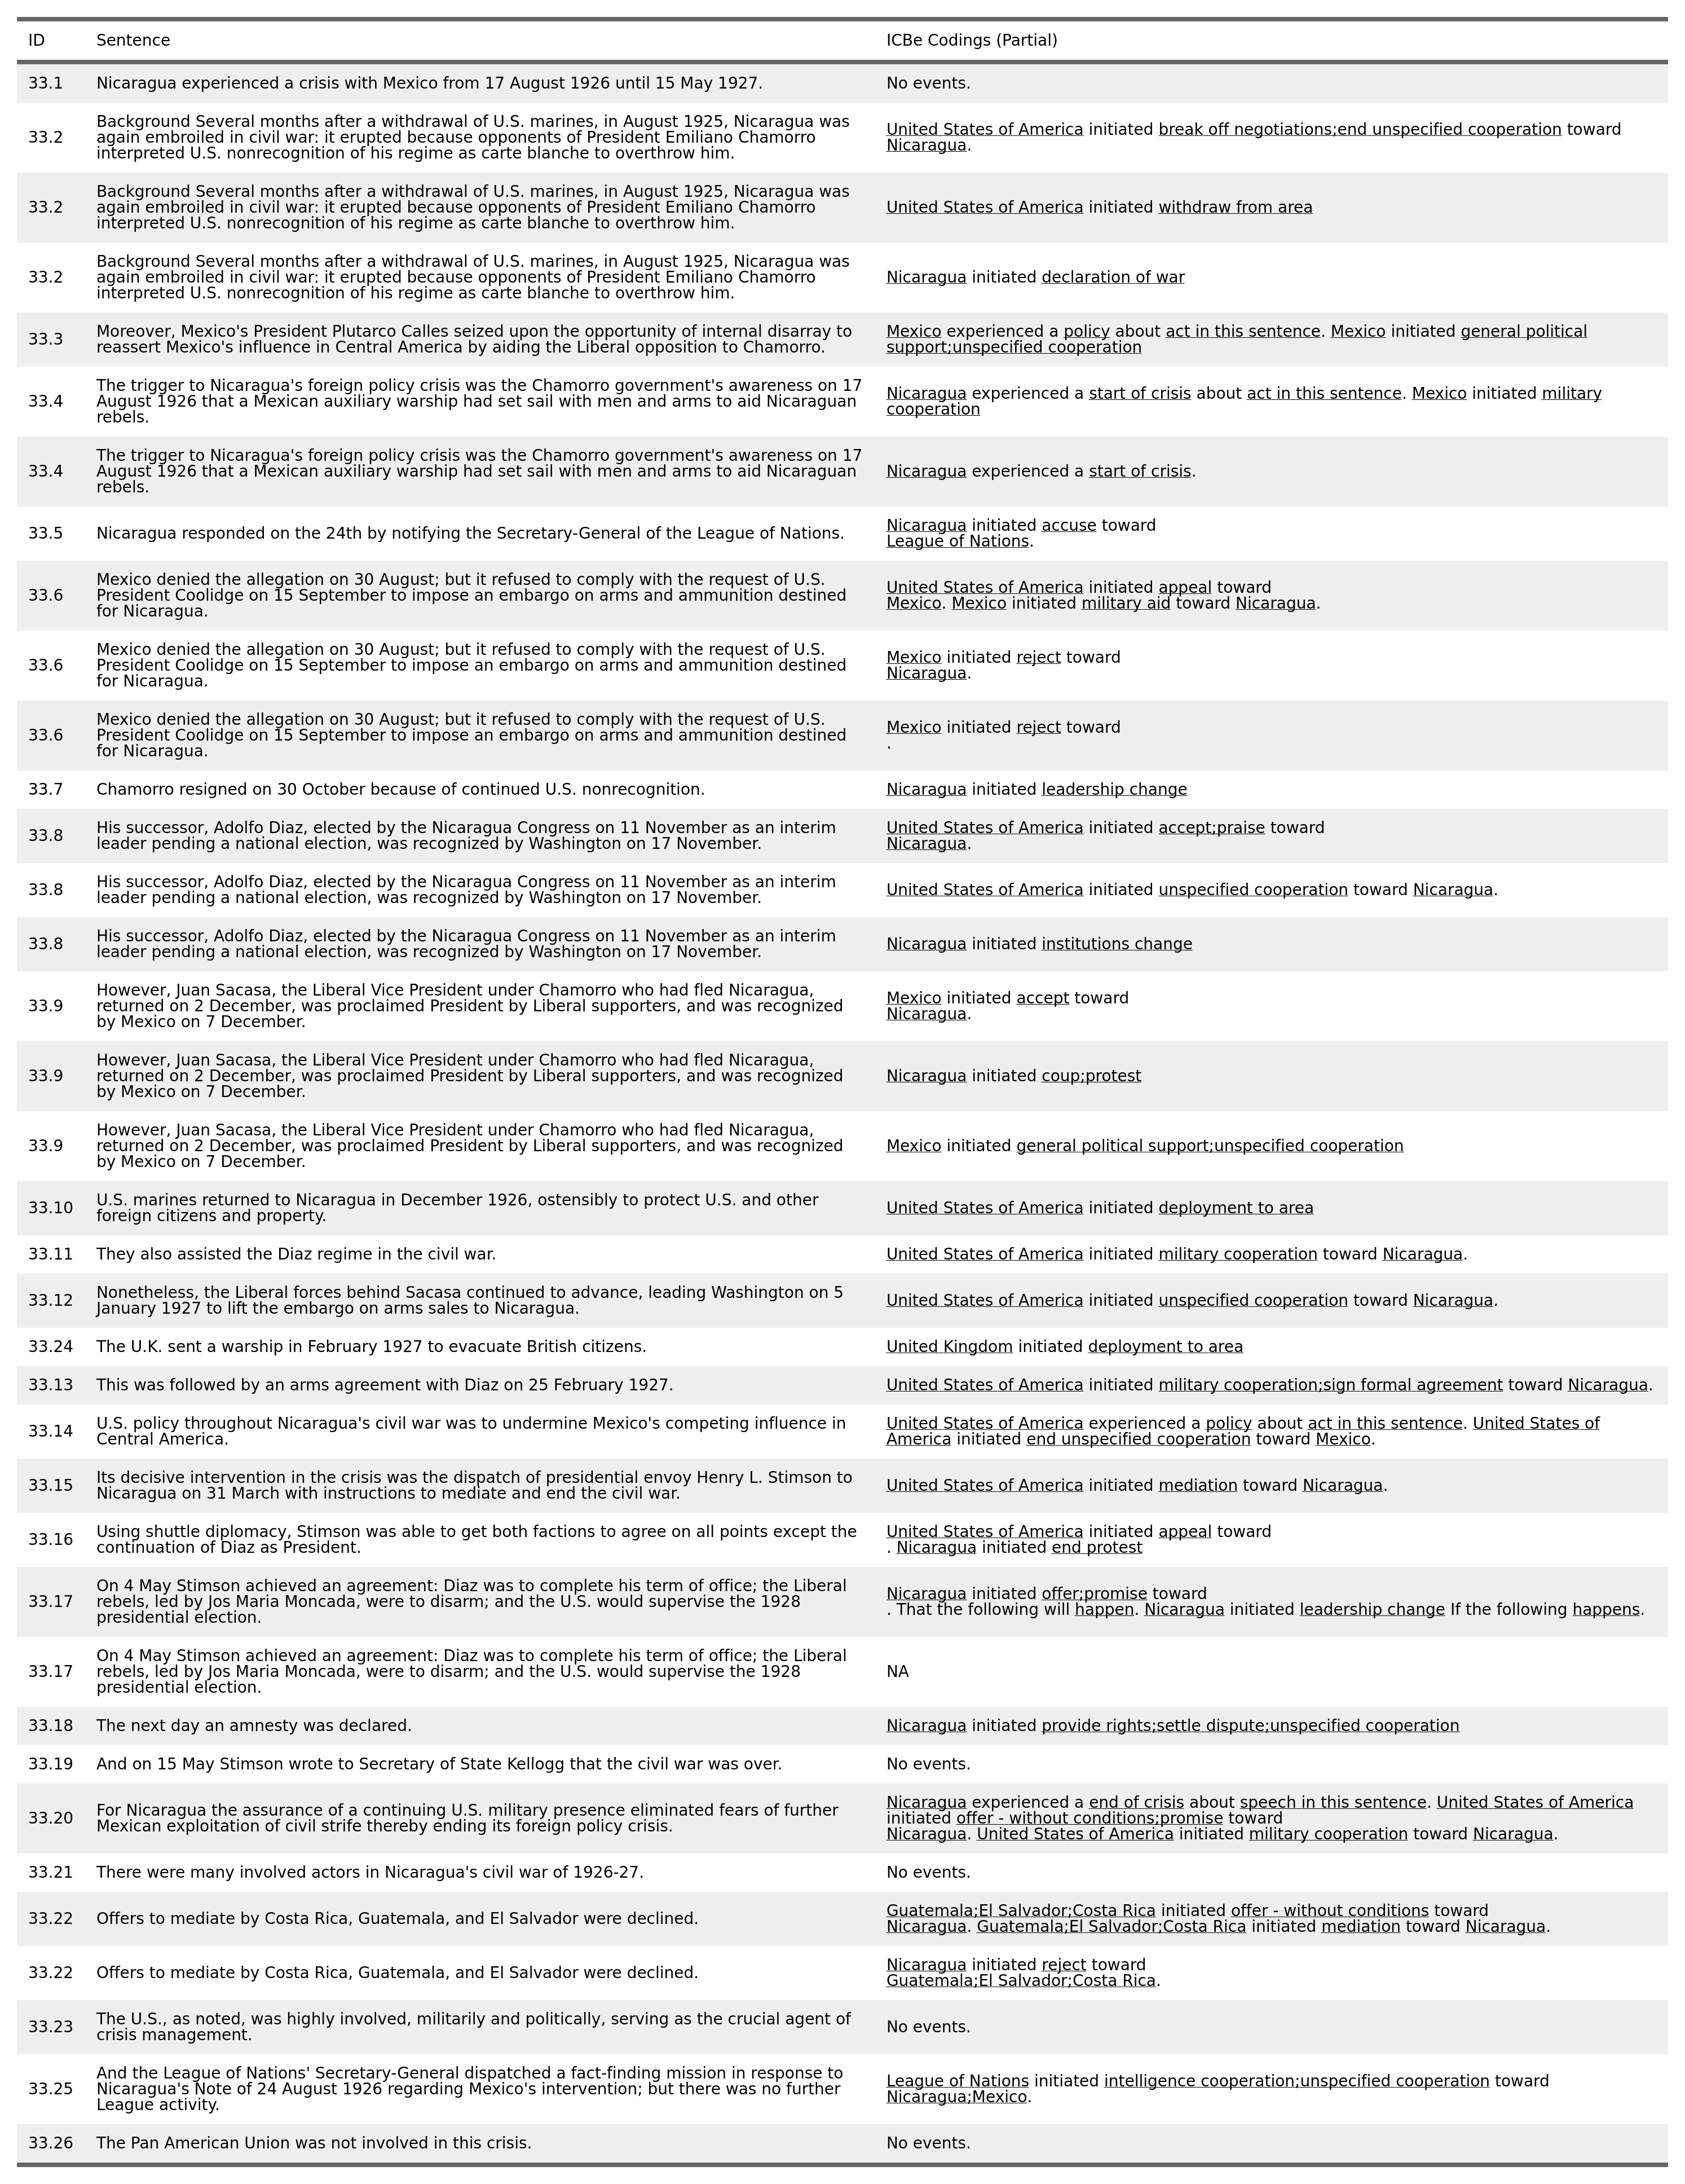 ID Sentence ICBe Codings (Partial)
33.1 Nicaragua experienced a crisis with Mexico from 17 August 1926 until 15 May 1927. No events.
33.2
Background Several months after a withdrawal of U.S. marines, in August 1925, Nicaragua was
again embroiled in civil war: it erupted because opponents of President Emiliano Chamorro
interpreted U.S. nonrecognition of his regime as carte blanche to overthrow him.
United States of America initiated break off negotiations;end unspecified cooperation toward
Nicaragua.
33.2
Background Several months after a withdrawal of U.S. marines, in August 1925, Nicaragua was
again embroiled in civil war: it erupted because opponents of President Emiliano Chamorro
interpreted U.S. nonrecognition of his regime as carte blanche to overthrow him.
United States of America initiated withdraw from area
33.2
Background Several months after a withdrawal of U.S. marines, in August 1925, Nicaragua was
again embroiled in civil war: it erupted because opponents of President Emiliano Chamorro
interpreted U.S. nonrecognition of his regime as carte blanche to overthrow him.
Nicaragua initiated declaration of war
33.3
Moreover, Mexico's President Plutarco Calles seized upon the opportunity of internal disarray to
reassert Mexico's influence in Central America by aiding the Liberal opposition to Chamorro.
Mexico experienced a policy about act in this sentence. Mexico initiated general political
support;unspecified cooperation
33.4
The trigger to Nicaragua's foreign policy crisis was the Chamorro government's awareness on 17
August 1926 that a Mexican auxiliary warship had set sail with men and arms to aid Nicaraguan
rebels.
Nicaragua experienced a start of crisis about act in this sentence. Mexico initiated military
cooperation
33.4
The trigger to Nicaragua's foreign policy crisis was the Chamorro government's awareness on 17
August 1926 that a Mexican auxiliary warship had set sail with men and arms to aid Nicaraguan
rebels.
Nicaragua experienced a start of crisis.
33.5
Nicaragua responded on the 24th by notifying the Secretary-General of the League of Nations.
Nicaragua initiated accuse toward
League of Nations.
33.6
Mexico denied the allegation on 30 August; but it refused to comply with the request of U.S.
President Coolidge on 15 September to impose an embargo on arms and ammunition destined
for Nicaragua.
United States of America initiated appeal toward
Mexico. Mexico initiated military aid toward Nicaragua.
33.6
Mexico denied the allegation on 30 August; but it refused to comply with the request of U.S.
President Coolidge on 15 September to impose an embargo on arms and ammunition destined
for Nicaragua.
Mexico initiated reject toward
Nicaragua.
33.6
Mexico denied the allegation on 30 August; but it refused to comply with the request of U.S.
President Coolidge on 15 September to impose an embargo on arms and ammunition destined
for Nicaragua.
Mexico initiated reject toward
.
33.7 Chamorro resigned on 30 October because of continued U.S. nonrecognition. Nicaragua initiated leadership change
33.8
His successor, Adolfo Diaz, elected by the Nicaragua Congress on 11 November as an interim
leader pending a national election, was recognized by Washington on 17 November.
United States of America initiated accept;praise toward
Nicaragua.
33.8
His successor, Adolfo Diaz, elected by the Nicaragua Congress on 11 November as an interim
leader pending a national election, was recognized by Washington on 17 November.
United States of America initiated unspecified cooperation toward Nicaragua.
33.8
His successor, Adolfo Diaz, elected by the Nicaragua Congress on 11 November as an interim
leader pending a national election, was recognized by Washington on 17 November.
Nicaragua initiated institutions change
33.9
However, Juan Sacasa, the Liberal Vice President under Chamorro who had fled Nicaragua,
returned on 2 December, was proclaimed President by Liberal supporters, and was recognized
by Mexico on 7 December.
Mexico initiated accept toward
Nicaragua.
33.9
However, Juan Sacasa, the Liberal Vice President under Chamorro who had fled Nicaragua,
returned on 2 December, was proclaimed President by Liberal supporters, and was recognized
by Mexico on 7 December.
Nicaragua initiated coup;protest
33.9
However, Juan Sacasa, the Liberal Vice President under Chamorro who had fled Nicaragua,
returned on 2 December, was proclaimed President by Liberal supporters, and was recognized
by Mexico on 7 December.
Mexico initiated general political support;unspecified cooperation
33.10
U.S. marines returned to Nicaragua in December 1926, ostensibly to protect U.S. and other
foreign citizens and property.
United States of America initiated deployment to area
33.11 They also assisted the Diaz regime in the civil war. United States of America initiated military cooperation toward Nicaragua.
33.12
Nonetheless, the Liberal forces behind Sacasa continued to advance, leading Washington on 5
January 1927 to lift the embargo on arms sales to Nicaragua.
United States of America initiated unspecified cooperation toward Nicaragua.
33.24 The U.K. sent a warship in February 1927 to evacuate British citizens. United Kingdom initiated deployment to area
33.13 This was followed by an arms agreement with Diaz on 25 February 1927. United States of America initiated military cooperation;sign formal agreement toward Nicaragua.
33.14
U.S. policy throughout Nicaragua's civil war was to undermine Mexico's competing influence in
Central America.
United States of America experienced a policy about act in this sentence. United States of
America initiated end unspecified cooperation toward Mexico.
33.15
Its decisive intervention in the crisis was the dispatch of presidential envoy Henry L. Stimson to
Nicaragua on 31 March with instructions to mediate and end the civil war.
United States of America initiated mediation toward Nicaragua.
33.16
Using shuttle diplomacy, Stimson was able to get both factions to agree on all points except the
continuation of Diaz as President.
United States of America initiated appeal toward
. Nicaragua initiated end protest
33.17
On 4 May Stimson achieved an agreement: Diaz was to complete his term of office; the Liberal
rebels, led by Jos Maria Moncada, were to disarm; and the U.S. would supervise the 1928
presidential election.
Nicaragua initiated offer;promise toward
. That the following will happen. Nicaragua initiated leadership change If the following happens.
33.17
On 4 May Stimson achieved an agreement: Diaz was to complete his term of office; the Liberal
rebels, led by Jos Maria Moncada, were to disarm; and the U.S. would supervise the 1928
presidential election.
NA
33.18 The next day an amnesty was declared. Nicaragua initiated provide rights;settle dispute;unspecified cooperation
33.19 And on 15 May Stimson wrote to Secretary of State Kellogg that the civil war was over. No events.
33.20
For Nicaragua the assurance of a continuing U.S. military presence eliminated fears of further
Mexican exploitation of civil strife thereby ending its foreign policy crisis.
Nicaragua experienced a end of crisis about speech in this sentence. United States of America
initiated offer - without conditions;promise toward
Nicaragua. United States of America initiated military cooperation toward Nicaragua.
33.21 There were many involved actors in Nicaragua's civil war of 1926-27. No events.
33.22
Offers to mediate by Costa Rica, Guatemala, and El Salvador were declined.
Guatemala;El Salvador;Costa Rica initiated offer - without conditions toward
Nicaragua. Guatemala;El Salvador;Costa Rica initiated mediation toward Nicaragua.
33.22
Offers to mediate by Costa Rica, Guatemala, and El Salvador were declined.
Nicaragua initiated reject toward
Guatemala;El Salvador;Costa Rica.
33.23
The U.S., as noted, was highly involved, militarily and politically, serving as the crucial agent of
crisis management.
No events.
33.25
And the League of Nations' Secretary-General dispatched a fact-finding mission in response to
Nicaragua's Note of 24 August 1926 regarding Mexico's intervention; but there was no further
League activity.
League of Nations initiated intelligence cooperation;unspecified cooperation toward
Nicaragua;Mexico.
33.26 The Pan American Union was not involved in this crisis. No events.